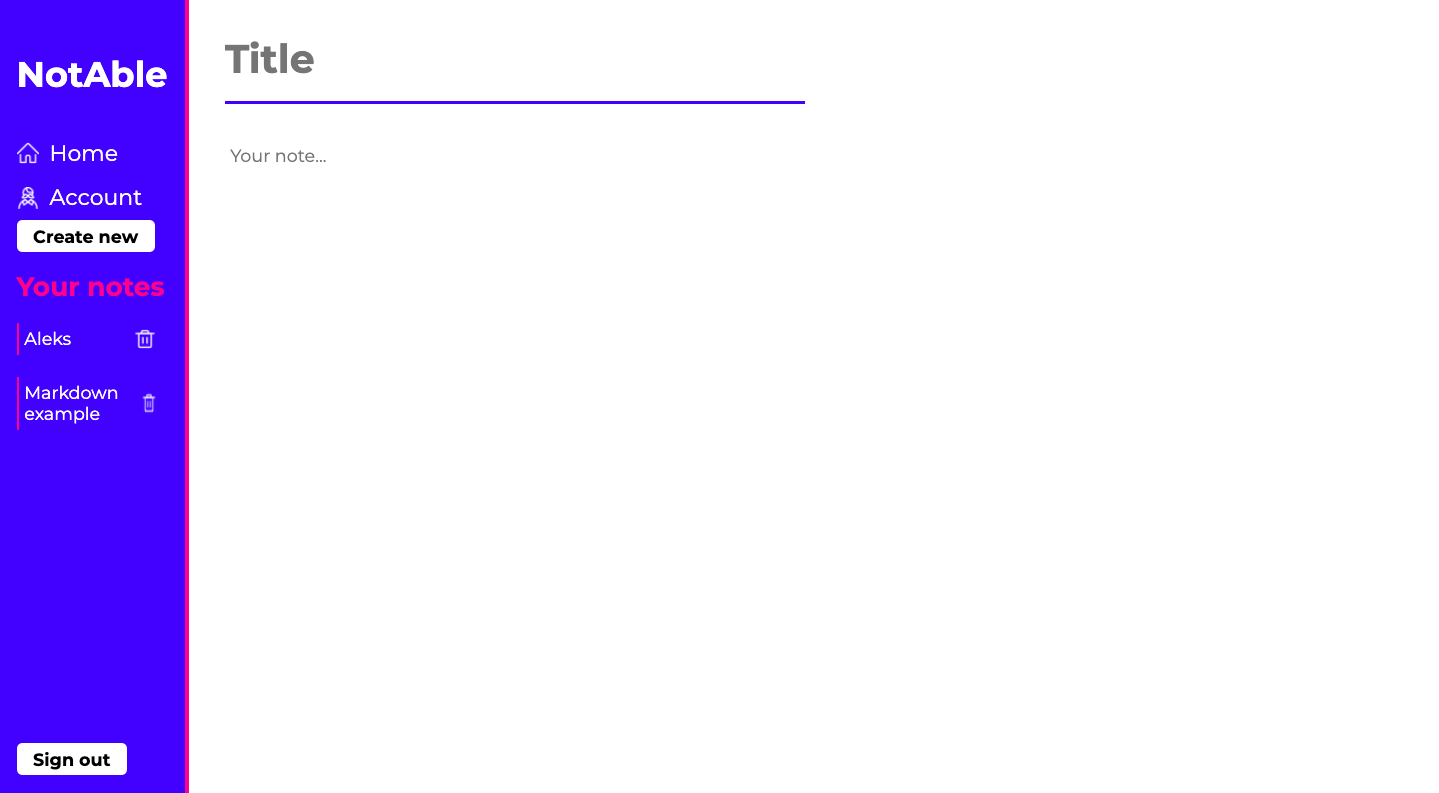 NotAble
Home
Account
Create new
Your notes
Aleks
Markdown
example
Sign out
Title
Your note...